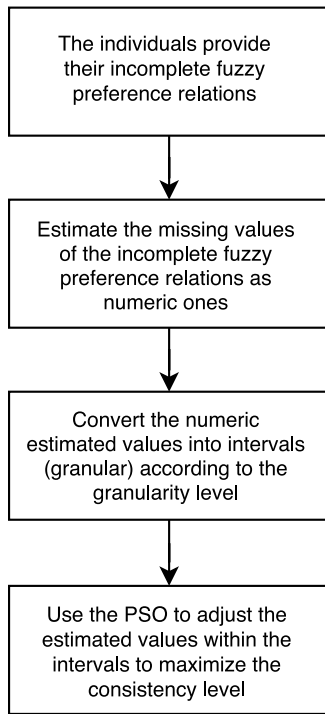 The individuals provide
their incomplete fuzzy
preference relations
Estimate the missing values
of the incomplete fuzzy
preference relations as
numeric ones
Convert the numeric
estimated values into intervals
(granular) according to the
granularity level
Use the PSO to adjust the
estimated values within the
intervals to maximize the
consistency level